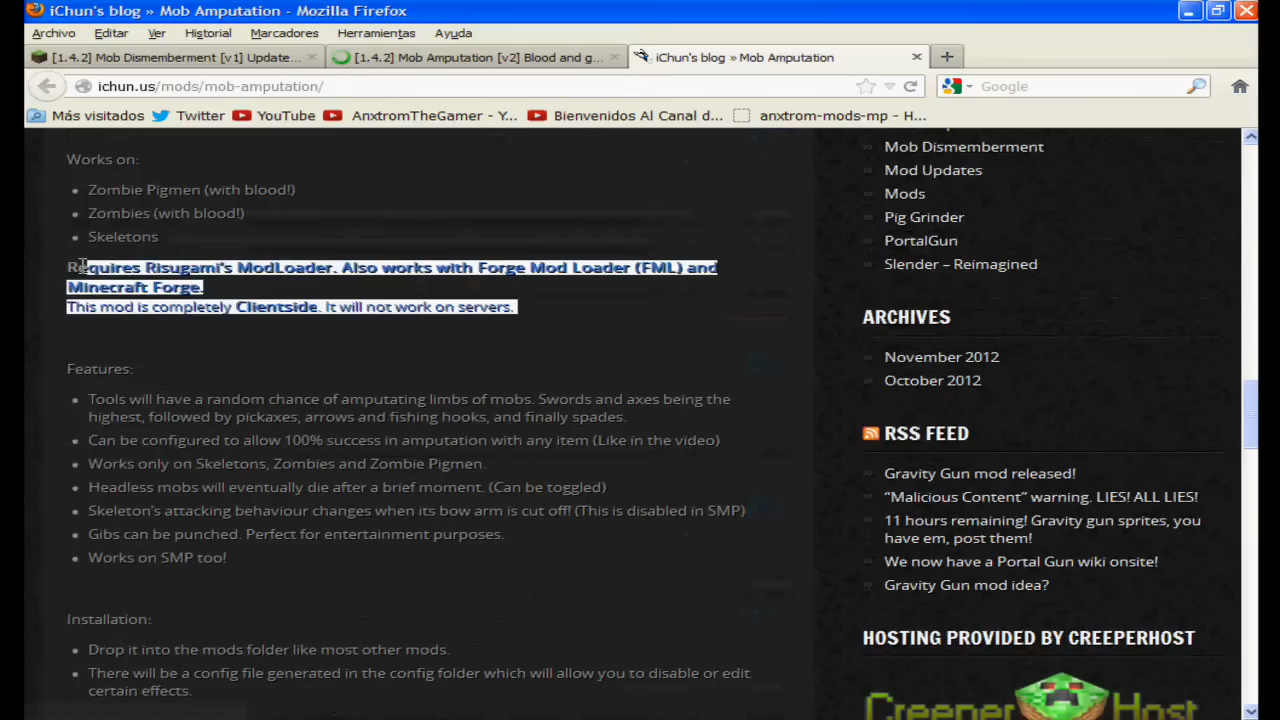 iChun's blog » Mob Amputation - Mozilla Firefox
Archivo Editar Ver Historial Marcadores Herramientas Ayuda
[1.4.2] Mob Dismemberment [v1] Update... [1.4.2] Mob Amputation [v2] Blood and g... iChun's blog » Mob Amputation
ichun.us/mods/mob-amputation/ Google
Más visitados Twitter YouTube AnxtromTheGamer - Y... Bienvenidos Al Canal d... anxtrom-mods-mp - H...
Works on:
Zombie Pigmen (with blood!)
Zombies (with blood!)
Skeletons
Requires Risugami's ModLoader. Also works with Forge Mod Loader (FML) and
Minecraft Forge.
This mod is completely Clientside. It will not work on servers.
Features:
Tools will have a random chance of amputating limbs of mobs. Swords and axes being the
highest, followed by pickaxes, arrows and fishing hooks, and finally spades.
Can be configured to allow 100% success in amputation with any item (Like in the video)
Works only on Skeletons, Zombies and Zombie Pigmen.
Headless mobs will eventually die after a brief moment. (Can be toggled)
Skeleton's attacking behaviour changes when its bow arm is cut off! (This is disabled in SMP)
Gibs can be punched. Perfect for entertainment purposes.
Works on SMP too!
Installation:
Drop it into the mods folder like most other mods.
There will be a config file generated in the config folder which will allow you to disable or edit
certain effects.
Mob Dismemberment
Mod Updates
Mods
Pig Grinder
PortalGun
Slender – Reimagined
ARCHIVES
November 2012
October 2012
RSS FEED
Gravity Gun mod released!
“Malicious Content” warning. LIES! ALL LIES!
11 hours remaining! Gravity gun sprites, you
have em, post them!
We now have a Portal Gun wiki onsite!
Gravity Gun mod idea?
HOSTING PROVIDED BY CREEPERHOST
Creeper Host